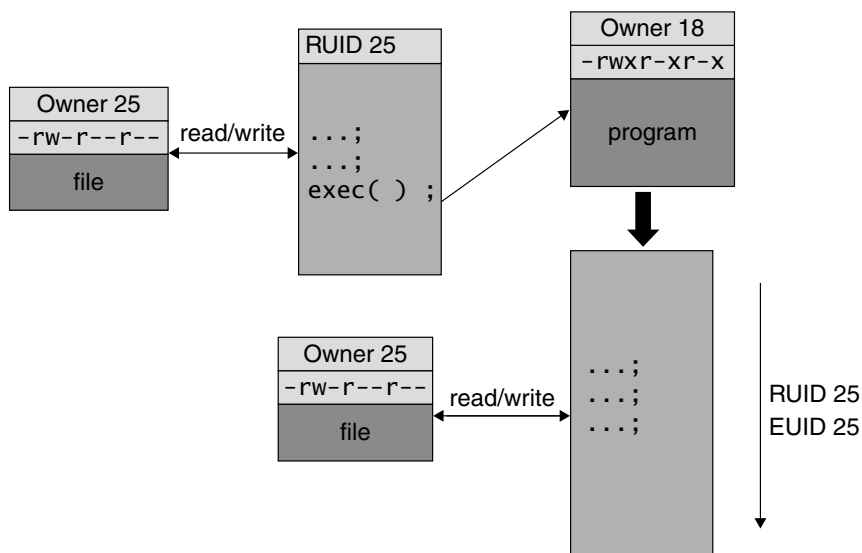 Owner 25
-rw-r--r--
file
read/write
RUID 25
...;
...;
exec( ) ;
Owner 18
-rwxr-xr-x
program
Owner 25
-rw-r--r--
file
read/write
...;
...;
...;
RUID 25
EUID 25